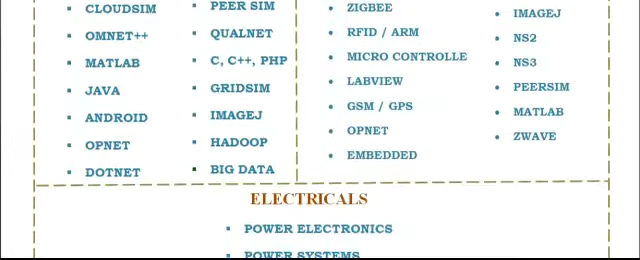 CLOUDSIM
OMNET++
MATLAB
JAVA
ANDROID
OPNET
DOTNET
PEER SIM
QUALNET
C, C++, PHP
GRIDSIM
IMAGEJ
HADOOP
BIG DATA
ZIGBEE
RFID / ARM
MICRO CONTROLLE
LABVIEW
GSM / GPS
OPNET
EMBEDDED
IMAGEJ
NS2
NS3
PEERSIM
MATLAB
ZWAVE
ELECTRICALS
POWER ELECTRONICS
POWER SYSTEMS